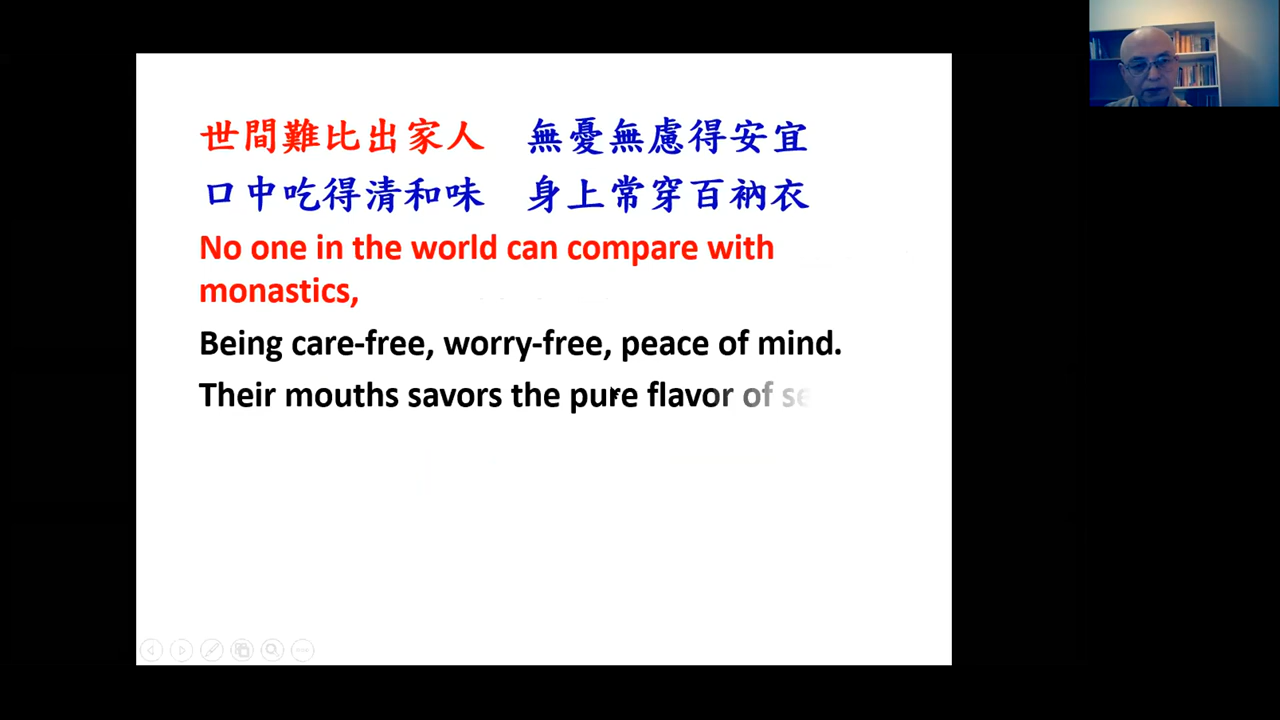 世間難比出家人 無憂無慮得安宜
口中吃得清和味 身上常穿百衲衣
No one in the world can compare with
monastics,
Being care-free, worry-free, peace of mind.
Their mouths savors the pure flavor of